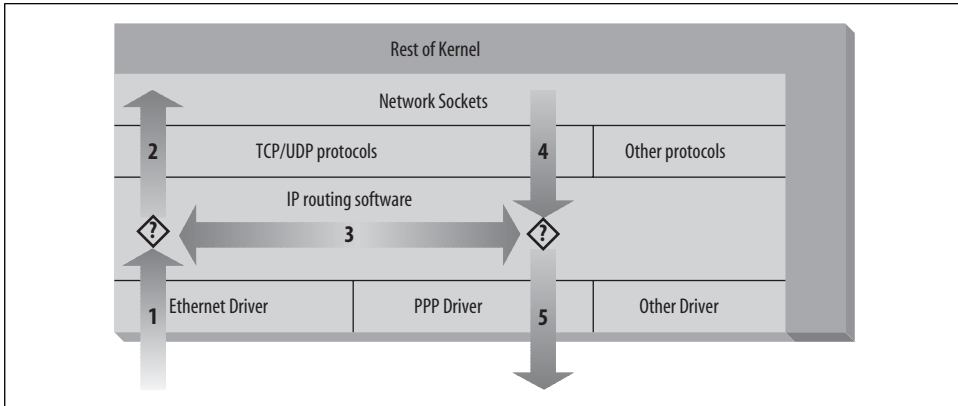 Rest of Kernel
Network Sockets
2
TCP/UDP protocols
4
Other protocols
IP routing software
?
3
?
1
Ethernet Driver
PPP Driver
5
Other Driver